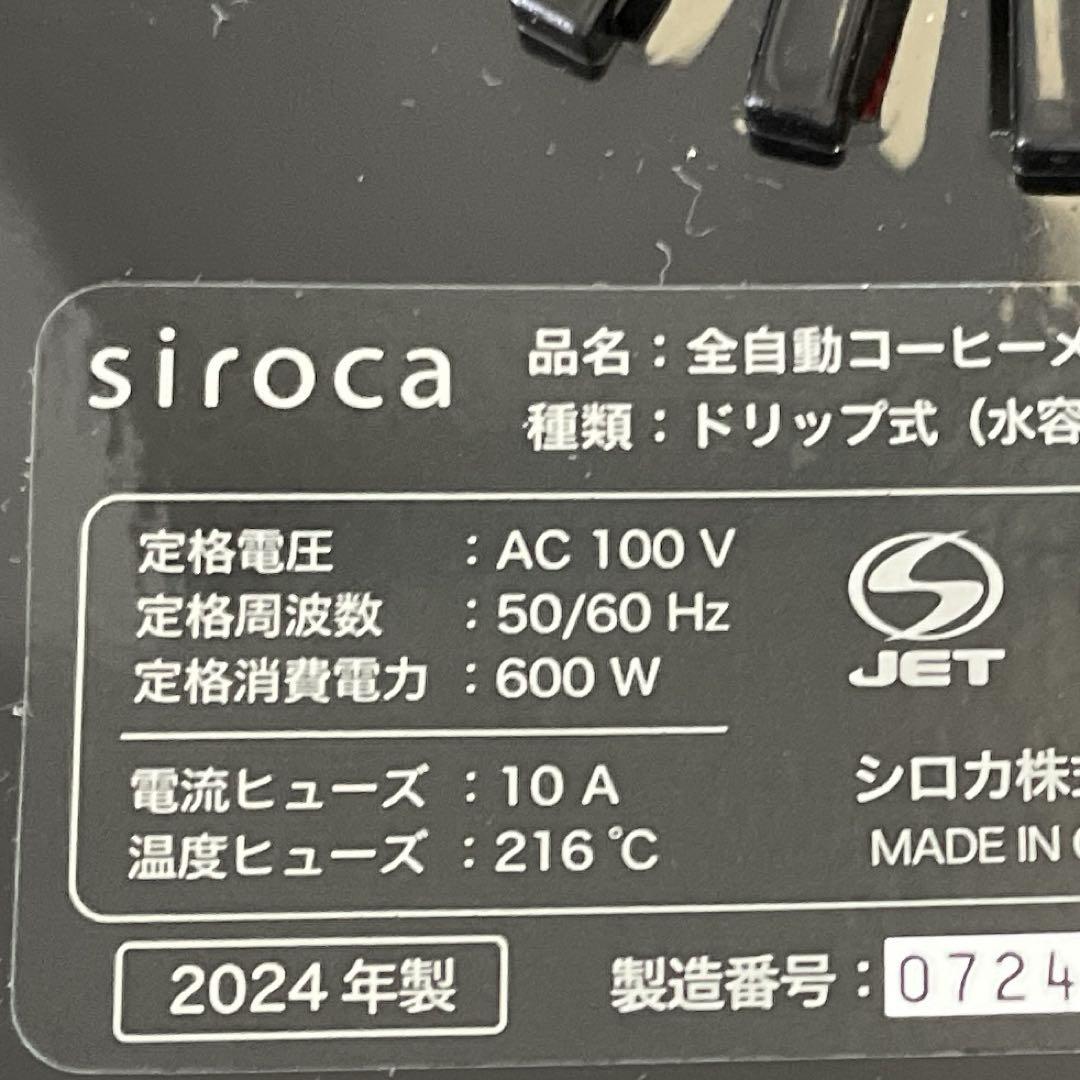 siroca
品名：全自動コーヒーメ
種類：ドリップ式（水容
定格電圧 ：AC 100 V
定格周波数 ：50/60 Hz
定格消費電力 ：600 W
JET
電流ヒューズ ：10 A
温度ヒューズ ：216 ℃
シロカ株式
MADE IN C
2024 年製
製造番号：0724